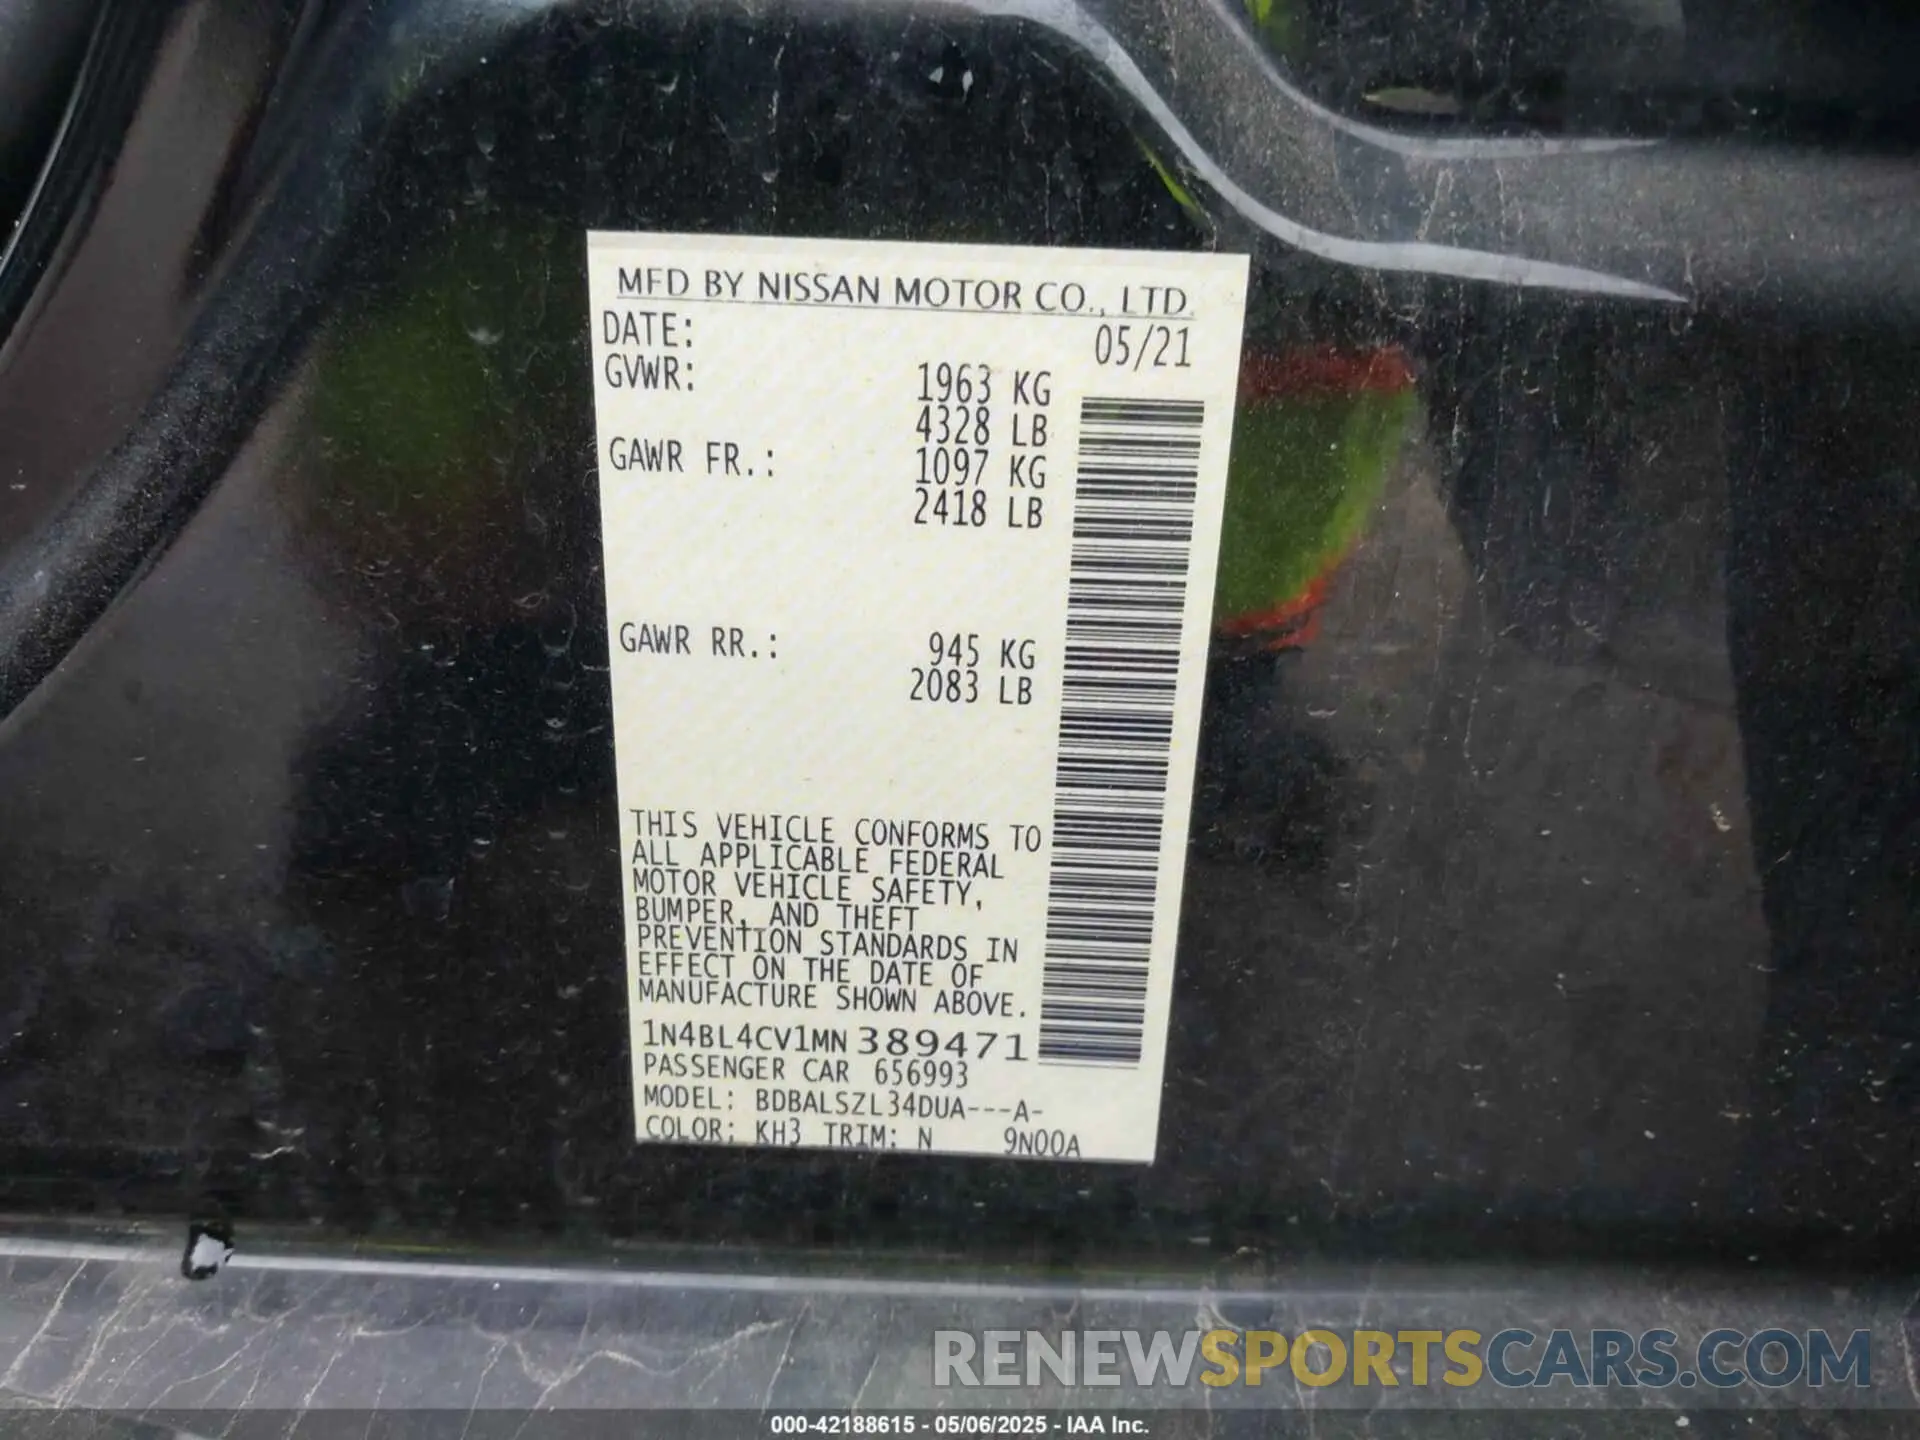 MFD BY NISSAN MOTOR CO., LTD.
DATE: 05/21
GVWR: 1963 KG
4328 LB
GAWR FR.: 1097 KG
2418 LB
GAWR RR.: 945 KG
2083 LB
THIS VEHICLE CONFORMS TO
ALL APPLICABLE FEDERAL
MOTOR VEHICLE SAFETY,
BUMPER, AND THEFT
PREVENTION STANDARDS IN
EFFECT ON THE DATE OF
MANUFACTURE SHOWN ABOVE.
1N4BL4CV1MN389471
PASSENGER CAR 656993
MODEL: BDBALSZL34DUA---A-
COLOR: KH3 TRIM: N 9N00A
RENEWSPORTSCARS.COM
000-42188615 - 05/06/2025 - IAA Inc.